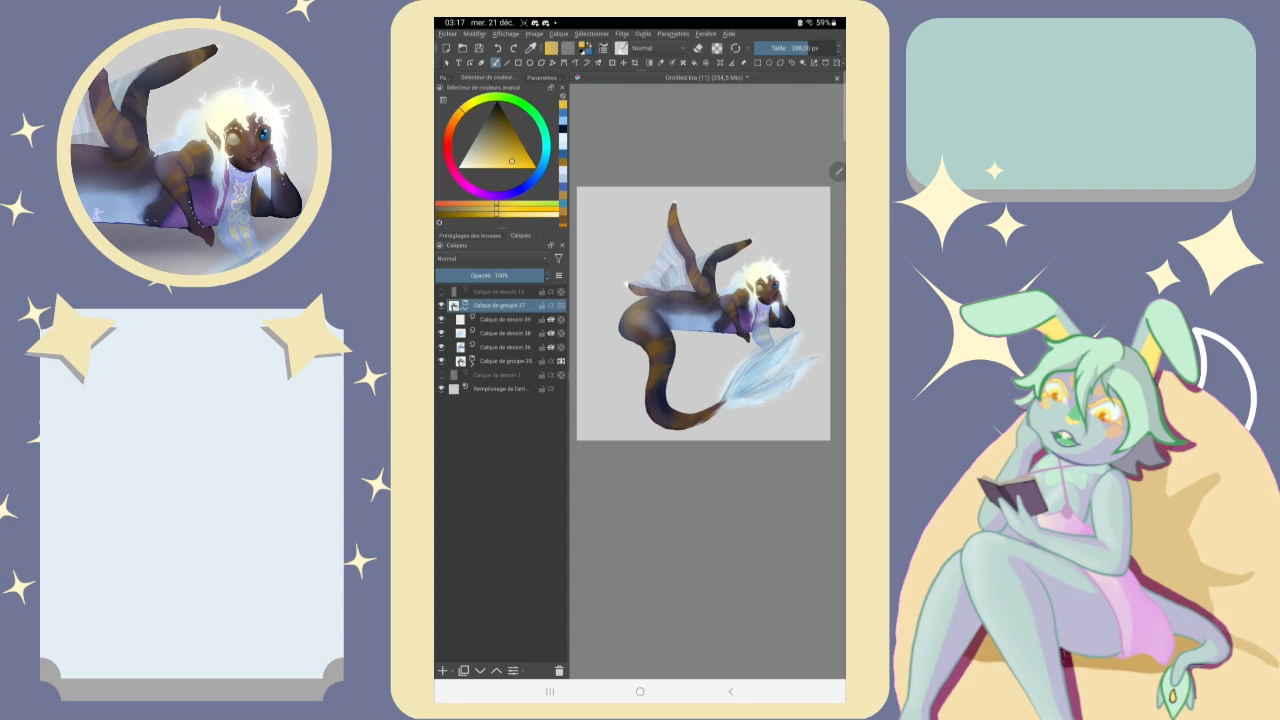 03:17 mer. 21 déc. 59%
Fichier Modifier Affichage Image Calque Sélectionner Filtre Outils Paramètres Fenêtre Aide
Normal Taille : 288,00 px
Pa... Sélecteur de couleur... Paramètres... Untitled.kra (11) (254,5 Mio) *
Sélecteur de couleurs avancé
Préréglages des brosses Calques
Calques
Normal
Opacité : 100%
Calque de dessin 13
Calque de groupe 37
Calque de dessin 39
Calque de dessin 38
Calque de dessin 36
Calque de groupe 35
Calque de dessin 1
Remplissage de l'arri...